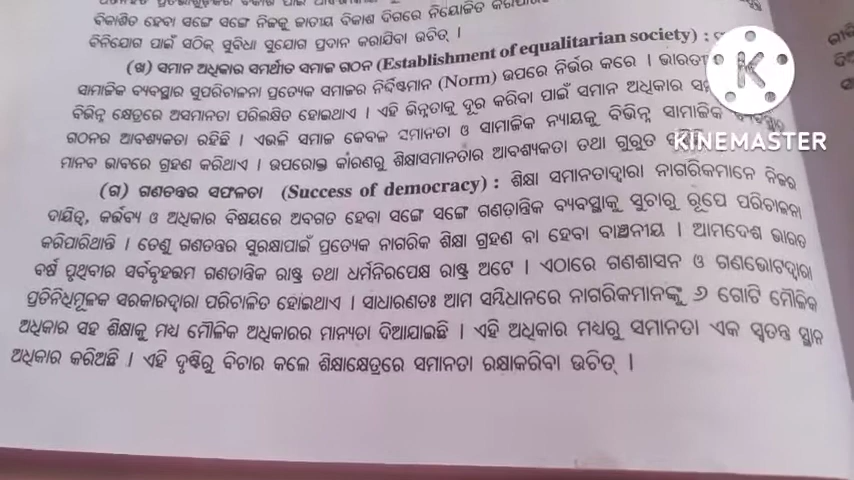 ବିକାଶିତ ହେବା ସଙ୍ଗେ ସଙ୍ଗେ ନିଜକୁ ଜାତୀୟ ବିକାଶ ଦିଗରେ ନିୟୋଜିତ
ବିନିଯୋଗ ପାଇଁ ସଠିକ୍ ସୁବିଧା ସୁଯୋଗ ପ୍ରଦାନ କରାଯିବା ଉଚିତ୍ ।
(ଖ) ସମାନ ଅଧିକାର ସମର୍ଥିତ ସମାଜ ଗଠନ (Establishment of equalitarian society) :
ସାମାଜିକ ବ୍ୟବସ୍ଥାର ସୁପରିଚାଳନା ପ୍ରତ୍ୟେକ ସମାଜର ନିର୍ଦ୍ଦିଷ୍ଟମାନ (Norm) ଉପରେ ନିର୍ଭର କରେ ।
ବିଭିନ୍ନ କ୍ଷେତ୍ରରେ ଅସମାନତା ପରିଲକ୍ଷିତ ହୋଇଥାଏ । ଏହି ଭିନ୍ନତାକୁ ଦୂର କରିବା ପାଇଁ ସମାନ ଅଧିକାର
ଗଠନର ଆବଶ୍ୟକତା ରହିଛି । ଏଭଳି ସମାଜ କେବଳ ସମାନତା ଓ ସାମାଜିକ ନ୍ୟାୟକୁ ବିଭିନ୍ନ ସାମାଜିକ
ମାନବ ଭାବରେ ଗ୍ରହଣ କରିଥାଏ । ଉପରୋକ୍ତ କାରଣରୁ ଶିକ୍ଷାସମାନତାର ଆବଶ୍ୟକତା ତଥା ଗୁରୁତ୍ୱ
(ଗ) ଗଣତନ୍ତ୍ରର ସଫଳତା (Success of democracy) : ଶିକ୍ଷା ସମାନତାଦ୍ୱାରା ନାଗରିକମାନେ ନିଜର
ଦାୟିତ୍ୱ, କର୍ତ୍ତବ୍ୟ ଓ ଅଧିକାର ବିଷୟରେ ଅବଗତ ହେବା ସଙ୍ଗେ ସଙ୍ଗେ ଗଣତାନ୍ତ୍ରିକ ବ୍ୟବସ୍ଥାକୁ ସୁଚାରୁ ରୂପେ ପରିଚାଳନା
କରିପାରିଥାନ୍ତି । ତେଣୁ ଗଣତନ୍ତ୍ରର ସୁରକ୍ଷାପାଇଁ ପ୍ରତ୍ୟେକ ନାଗରିକ ଶିକ୍ଷା ଗ୍ରହଣ ବା ହେବା ବାଞ୍ଛନୀୟ । ଆମଦେଶ ଭାରତ
ବର୍ଷ ପୃଥିବୀର ସର୍ବବୃହତ୍ତମ ଗଣତାନ୍ତ୍ରିକ ରାଷ୍ଟ୍ର ତଥା ଧର୍ମନିରପେକ୍ଷ ରାଷ୍ଟ୍ର ଅଟେ । ଏଠାରେ ଗଣଶାସନ ଓ ଗଣଭୋଟଦ୍ୱାରା
ପ୍ରତିନିଧିମୂଳକ ସରକାରଦ୍ୱାରା ପରିଚାଳିତ ହୋଇଥାଏ । ସାଧାରଣତଃ ଆମ ସମ୍ବିଧାନରେ ନାଗରିକମାନଙ୍କୁ ୬ ଗୋଟି ମୌଳିକ
ଅଧିକାର ସହ ଶିକ୍ଷାକୁ ମଧ୍ୟ ମୌଳିକ ଅଧିକାରର ମାନ୍ୟତା ଦିଆଯାଇଛି । ଏହି ଅଧିକାର ମଧ୍ୟରୁ ସମାନତା ଏକ ସ୍ୱତନ୍ତ୍ର ସ୍ଥାନ
ଅଧିକାର କରିଅଛି । ଏହି ଦୃଷ୍ଟିରୁ ବିଚାର କଲେ ଶିକ୍ଷାକ୍ଷେତ୍ରରେ ସମାନତା ରକ୍ଷାକରିବା ଉଚିତ୍ ।
KINEMASTER